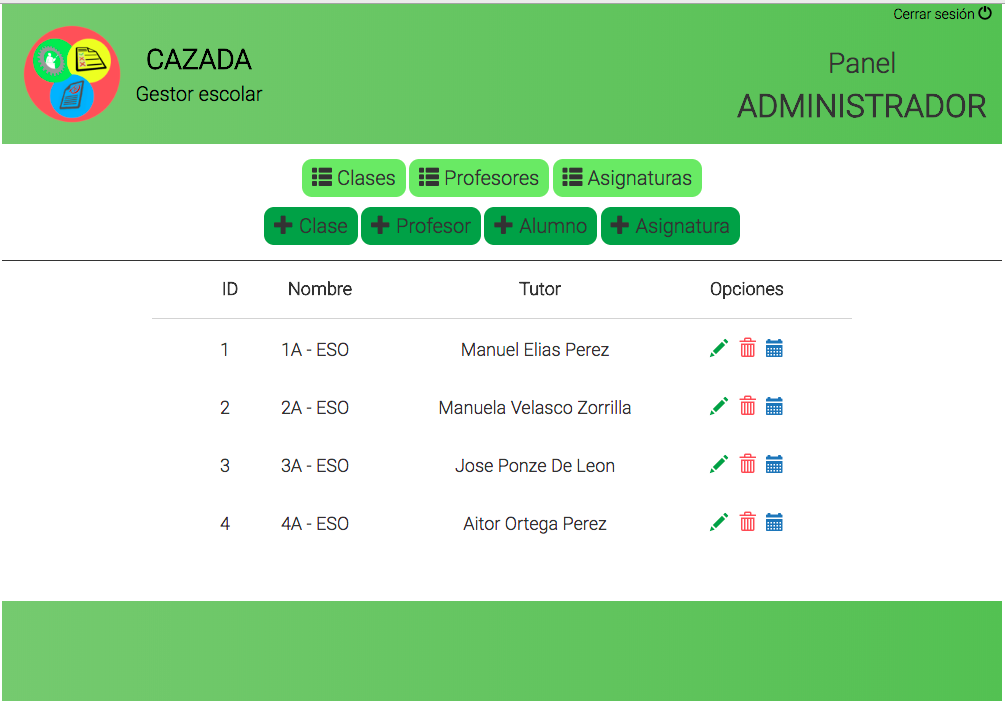 Cerrar sesión
CAZADA
Gestor escolar
Panel
ADMINISTRADOR
Clases Profesores Asignaturas
Clase Profesor Alumno Asignatura
ID Nombre Tutor Opciones
1 1A - ESO Manuel Elias Perez
2 2A - ESO Manuela Velasco Zorrilla
3 3A - ESO Jose Ponze De Leon
4 4A - ESO Aitor Ortega Perez